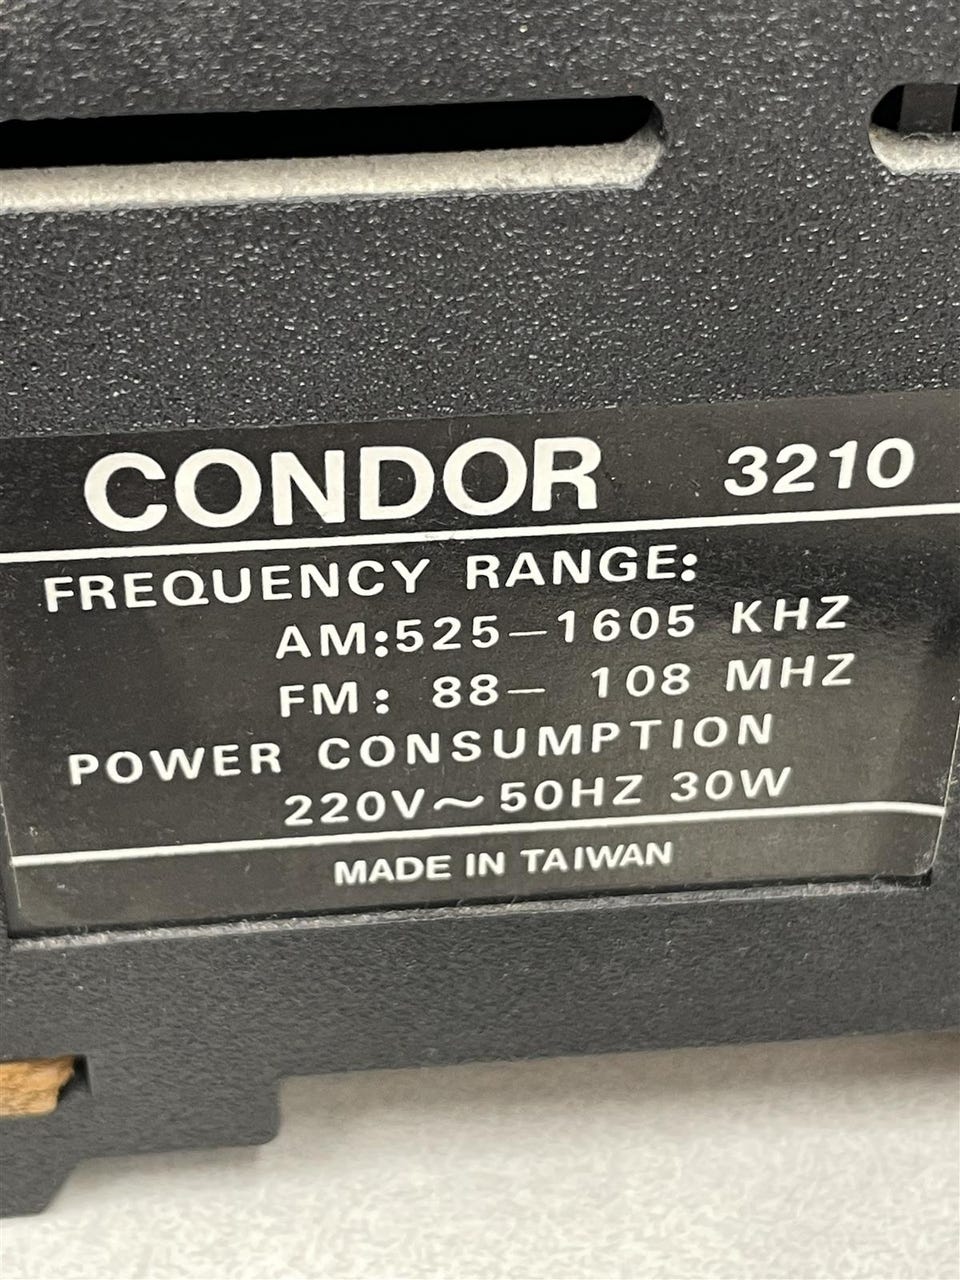 CONDOR 3210
FREQUENCY RANGE:
AM:525—1605 KHZ
FM: 88— 108 MHZ
POWER CONSUMPTION
220V~50HZ 30W
MADE IN TAIWAN